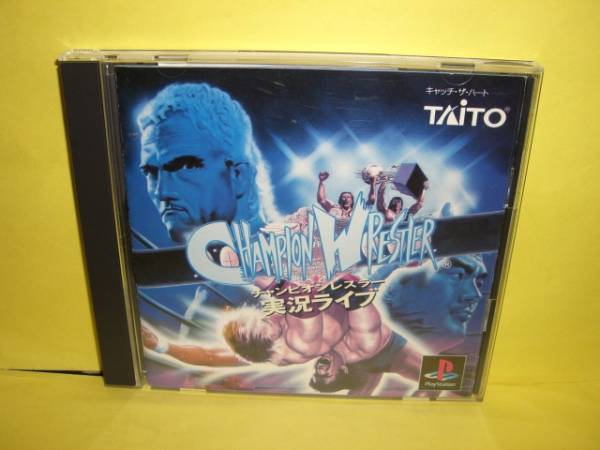 キャッチ・ザ・ハート
TAITO®
CHAMPION WRESTLER
チャンピオンレスラー
実況ライブ
PlayStation